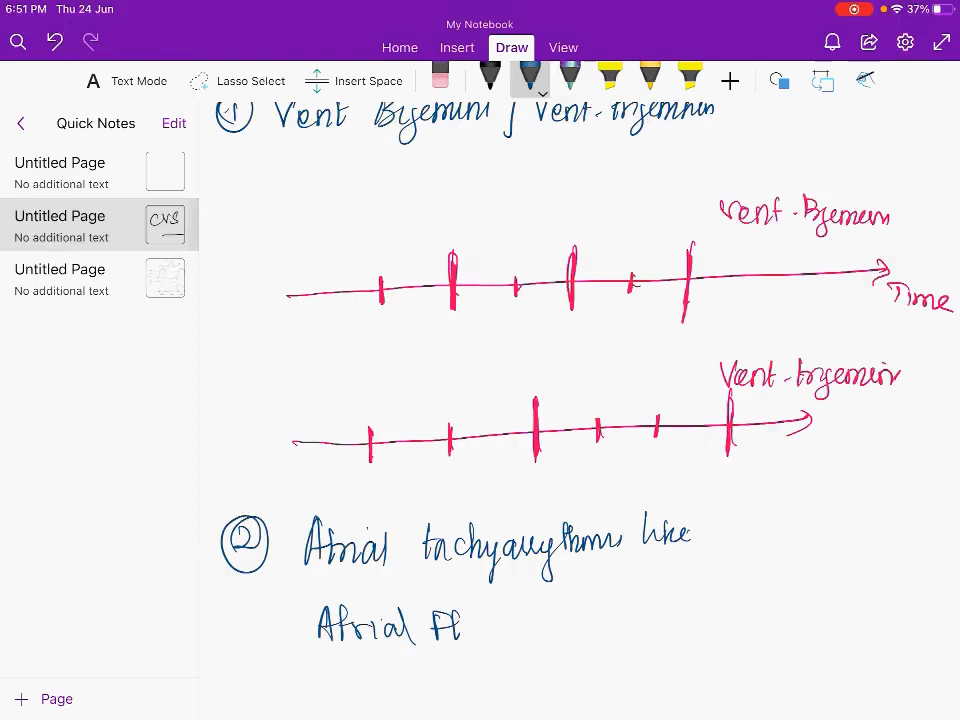 6:51 PM Thu 24 Jun 37%
My Notebook
Home Insert Draw View
Text Mode Lasso Select Insert Space
Quick Notes Edit
Untitled Page
No additional text
Untitled Page
No additional text
CNS
Untitled Page
No additional text
Page
1 Vent Bigemini / Vent-trigemini
Vent-Bigemini
Time
Vent-trigemini
2 Atrial tachyarrythms like
Atrial Fl